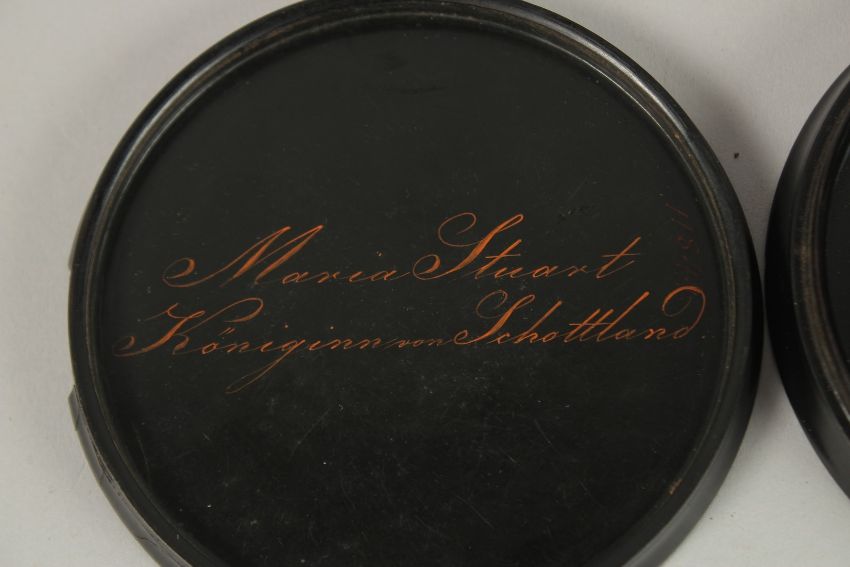 Maria Stuart
Königinn von Schottland